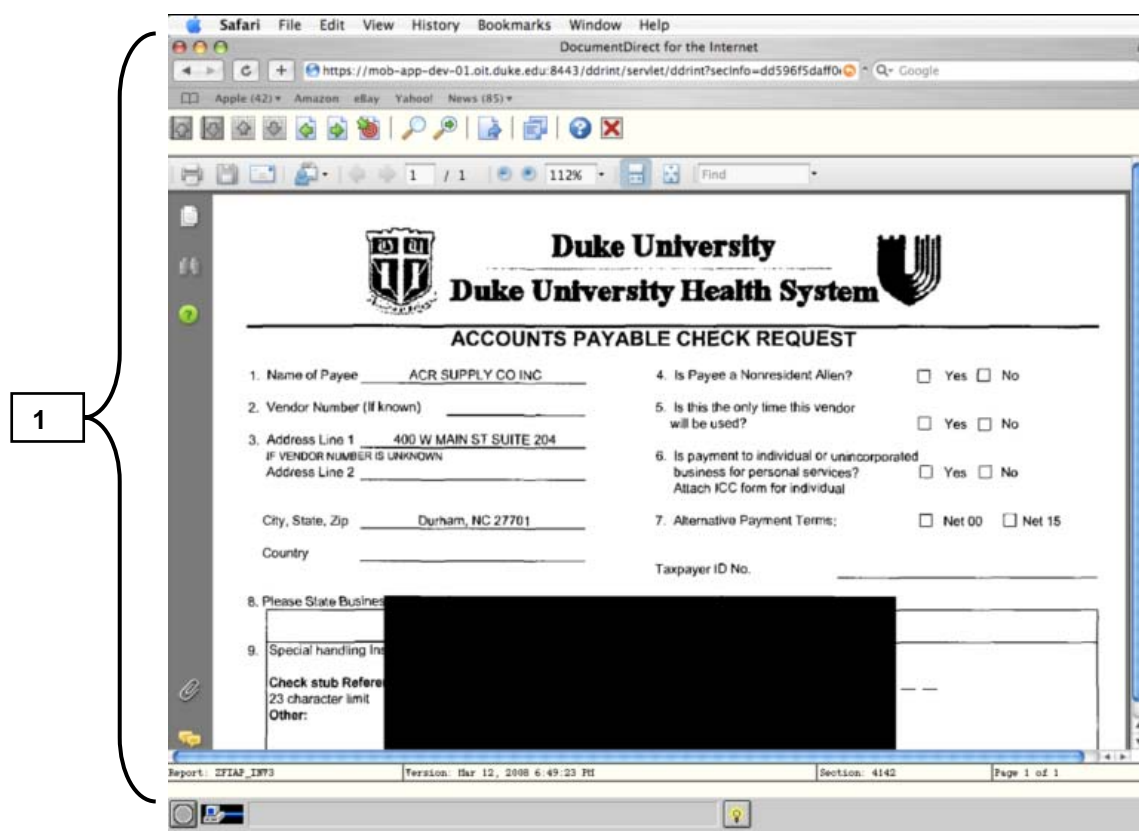 Safari File Edit View History Bookmarks Window Help
DocumentDirect for the Internet
https://mob-app-dev-01.oit.duke.edu:8443/ddrint/servlet/ddrint?secinfo=dd596f5daff0 Google
Apple (42) Amazon eBay Yahoo! News (85)
1 / 1 112% Find
Duke University
Duke University Health System
ACCOUNTS PAYABLE CHECK REQUEST
1. Name of Payee ACR SUPPLY CO INC
4. Is Payee a Nonresident Alien? Yes No
2. Vendor Number (If known)
5. Is this the only time this vendor
will be used? Yes No
3. Address Line 1 400 W MAIN ST SUITE 204
IF VENDOR NUMBER IS UNKNOWN
Address Line 2
6. Is payment to individual or unincorporated
business for personal services? Yes No
Attach ICC form for individual
City, State, Zip Durham, NC 27701
7. Alternative Payment Terms; Net 00 Net 15
Country
Taxpayer ID No.
8. Please State Busines
9. Special handling Ins
Check stub Refere
23 character limit
Other:
1
Report: ZFIAP_IN73 Version: Mar 12, 2008 6:49:23 PM Section: 4142 Page 1 of 1